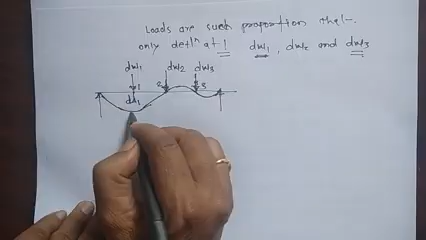 Loads are such proportion that
only defln at 1 dw1, dw2 and dw3
dw1 dw2 dw3
1 2 3
dΔ1